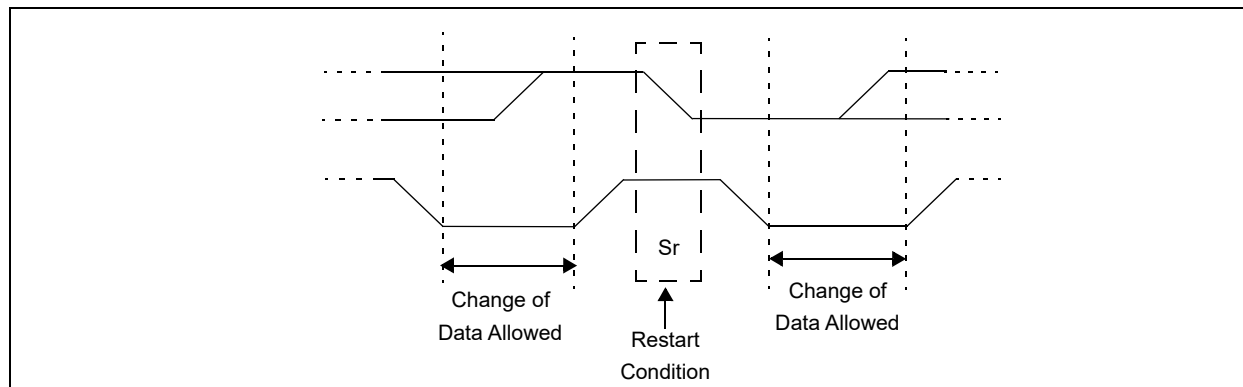 Sr
Change of
Data Allowed
Restart
Condition
Change of
Data Allowed